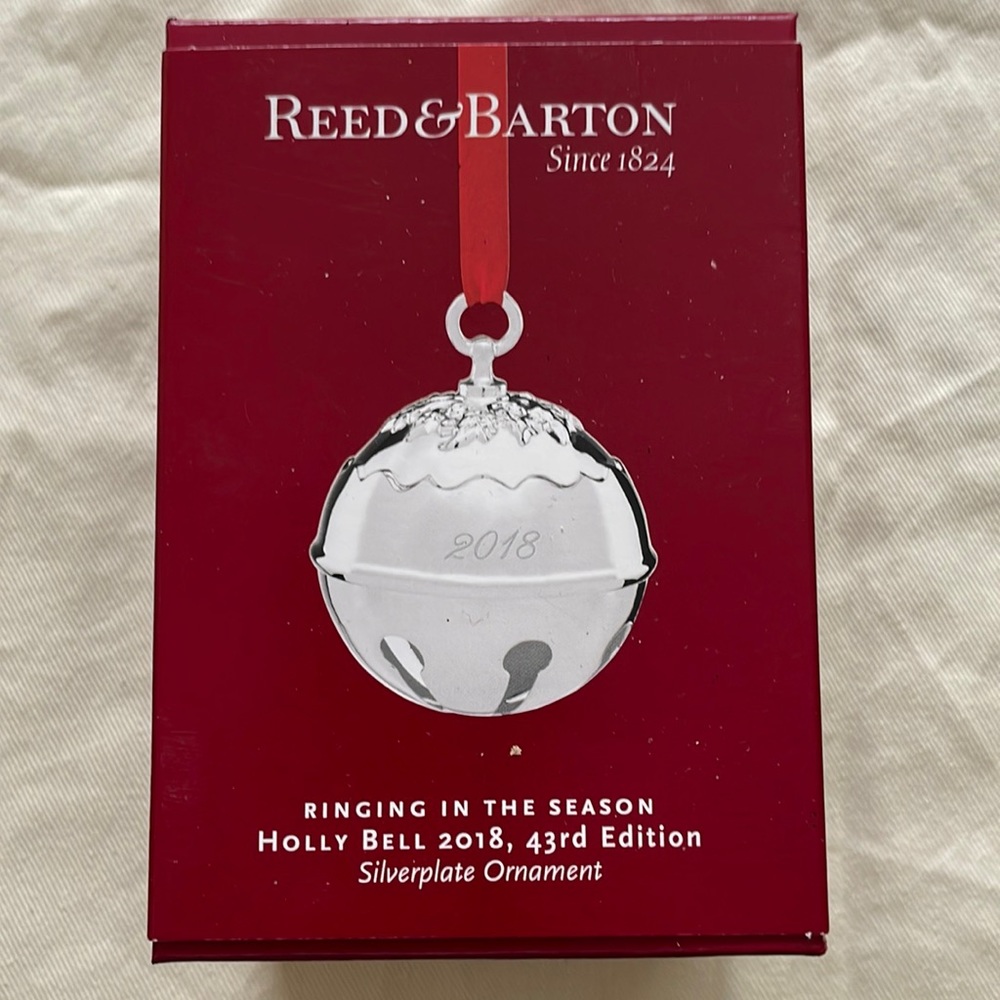 REED & BARTON
Since 1824
2018
RINGING IN THE SEASON
HOLLY BELL 2018, 43rd Edition
Silverplate Ornament